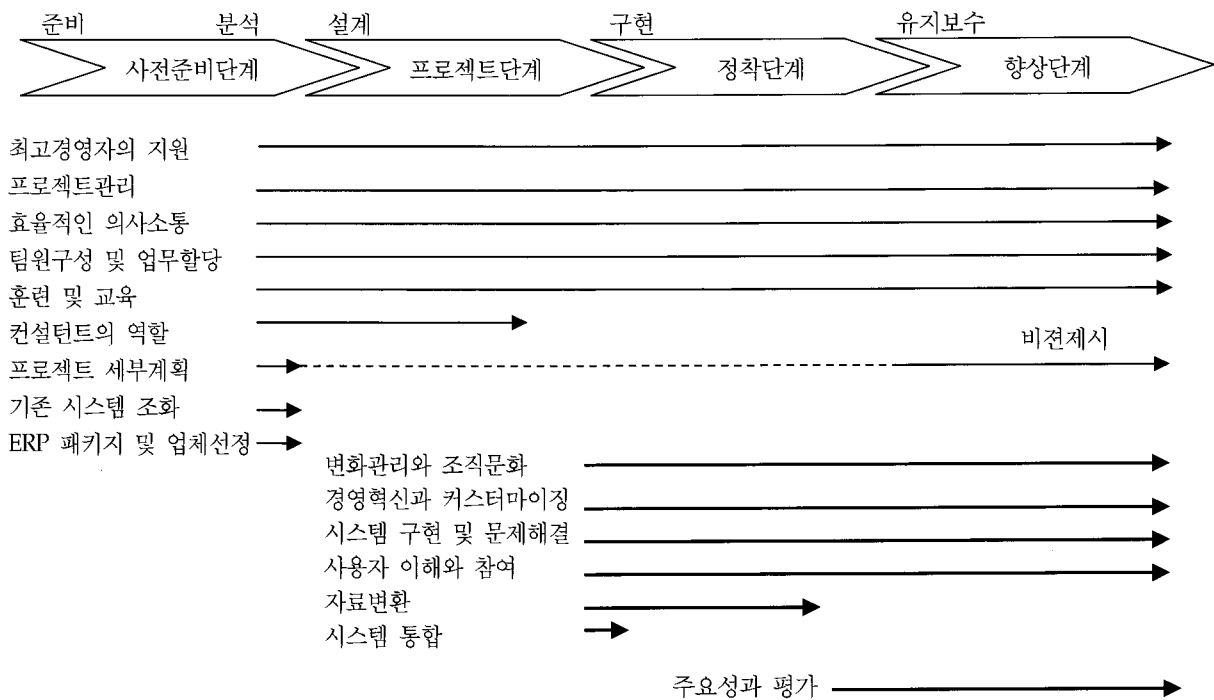 준비 분석 설계 구현 유지보수
사전준비단계 프로젝트단계 정착단계 향상단계
최고경영자의 지원
프로젝트관리
효율적인 의사소통
팀원구성 및 업무할당
훈련 및 교육
컨설턴트의 역할
비젼제시
프로젝트 세부계획
기존 시스템 조화
ERP 패키지 및 업체선정
변화관리와 조직문화
경영혁신과 커스터마이징
시스템 구현 및 문제해결
사용자 이해와 참여
자료변환
시스템 통합
주요성과 평가